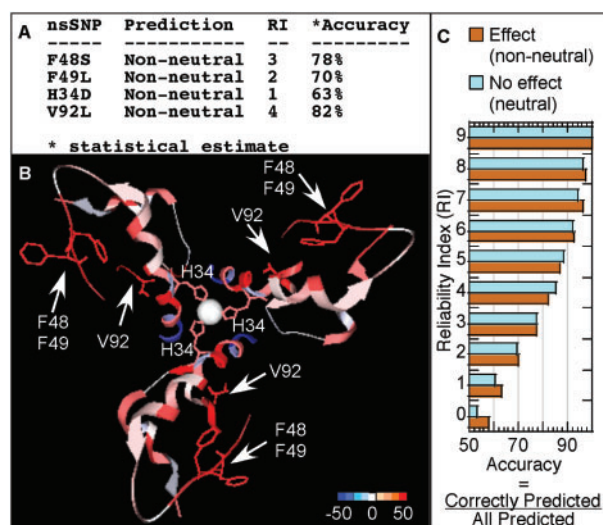 A
nsSNP Prediction RI *Accuracy
----- ---------- -- ---------
F48S Non-neutral 3 78%
F49L Non-neutral 2 70%
H34D Non-neutral 1 63%
V92L Non-neutral 4 82%
* statistical estimate
B
F48
F49
V92
H34
F48
F49
V92
H34
H34
V92
F48
F49
-50 0 50
C
Effect
(non-neutral)
No effect
(neutral)
Reliability Index (RI)
9
8
7
6
5
4
3
2
1
0
50 70 90
Accuracy
=
Correctly Predicted
All Predicted